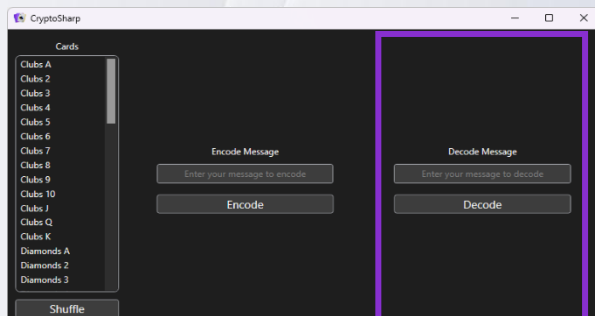 CryptoSharp
Cards
Clubs A
Clubs 2
Clubs 3
Clubs 4
Clubs 5
Clubs 6
Clubs 7
Clubs 8
Clubs 9
Clubs 10
Clubs J
Clubs Q
Clubs K
Diamonds A
Diamonds 2
Diamonds 3
Shuffle
Encode Message
Enter your message to encode
Encode
Decode Message
Enter your message to decode
Decode